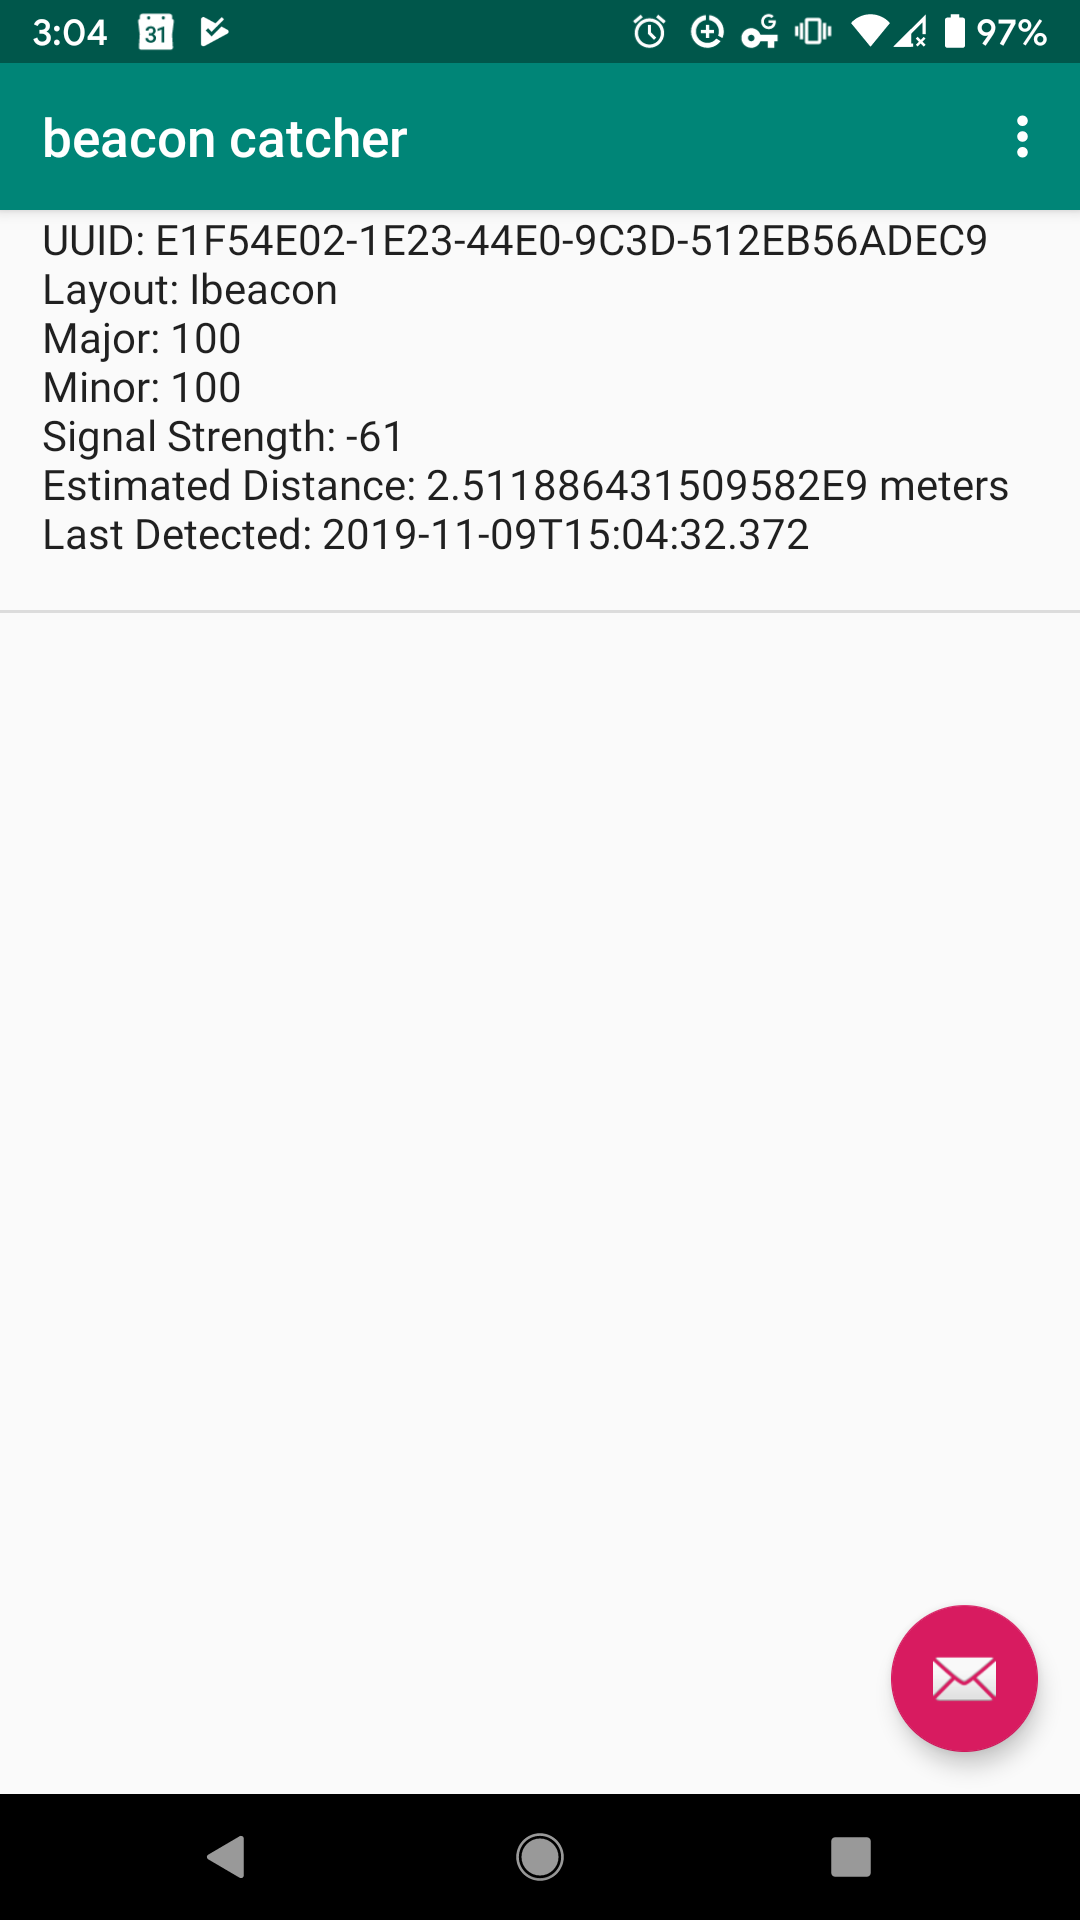 3:04 31 G 97%
beacon catcher
UUID: E1F54E02-1E23-44E0-9C3D-512EB56ADEC9
Layout: Ibeacon
Major: 100
Minor: 100
Signal Strength: -61
Estimated Distance: 2.511886431509582E9 meters
Last Detected: 2019-11-09T15:04:32.372